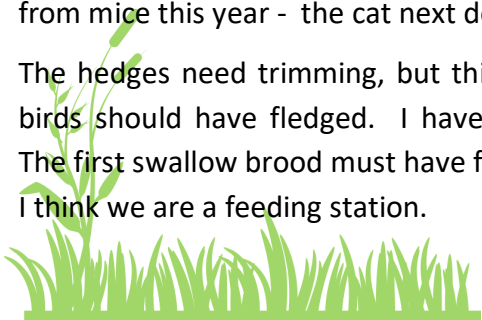 from mice this year - the cat next
The hedges need trimming, but
birds should have fledged. I have
The first swallow brood must have
I think we are a feeding station.